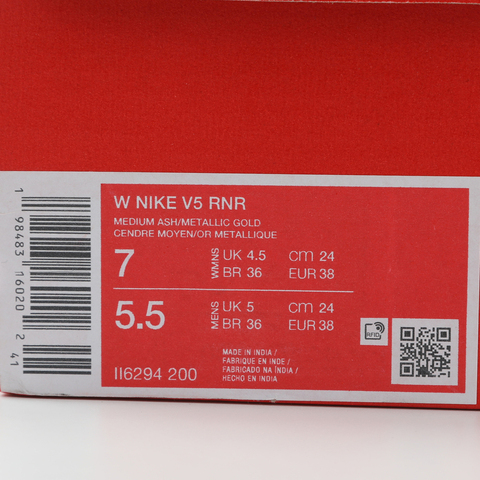 W NIKE V5 RNR
MEDIUM ASH/METALLIC GOLD
CENDRE MOYEN/OR METALLIQUE
7 WMNS UK 4.5 cm 24
BR 36 EUR 38
5.5 MENS UK 5 cm 24
BR 36 EUR 38
MADE IN INDIA /
FABRIQUE EN INDE /
FABRICADO NA ÍNDIA /
HECHO EN INDIA
II6294 200
RFID
1 98483 16020 2 41